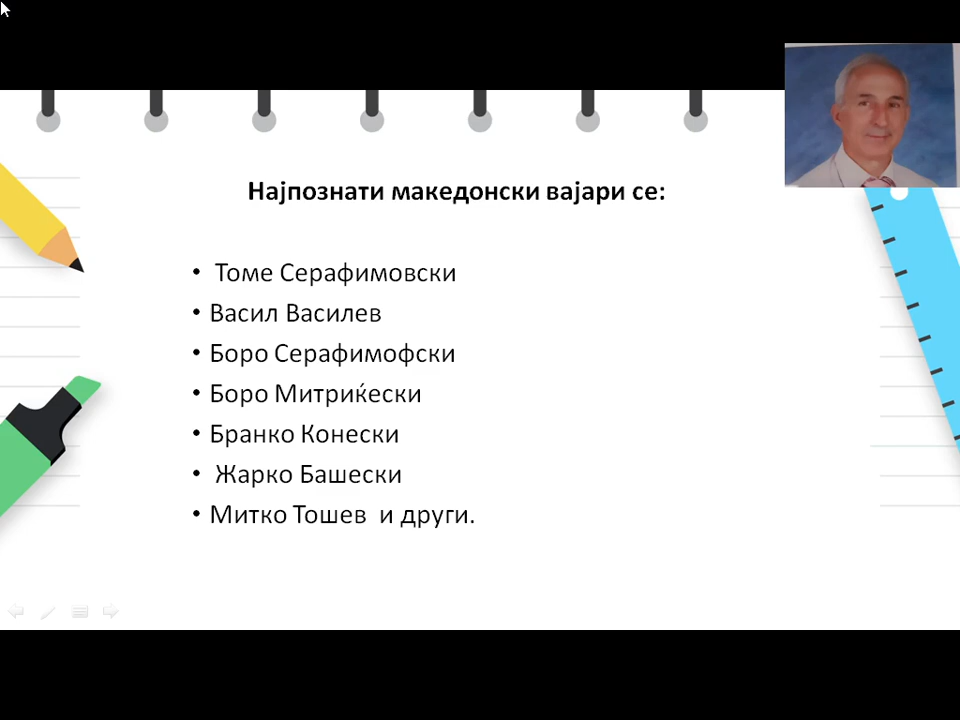 Најпознати македонски вајари се:
• Томе Серафимовски
• Васил Василев
• Боро Серафимофски
• Боро Митриќески
• Бранко Конески
• Жарко Башески
• Митко Тошев и други.